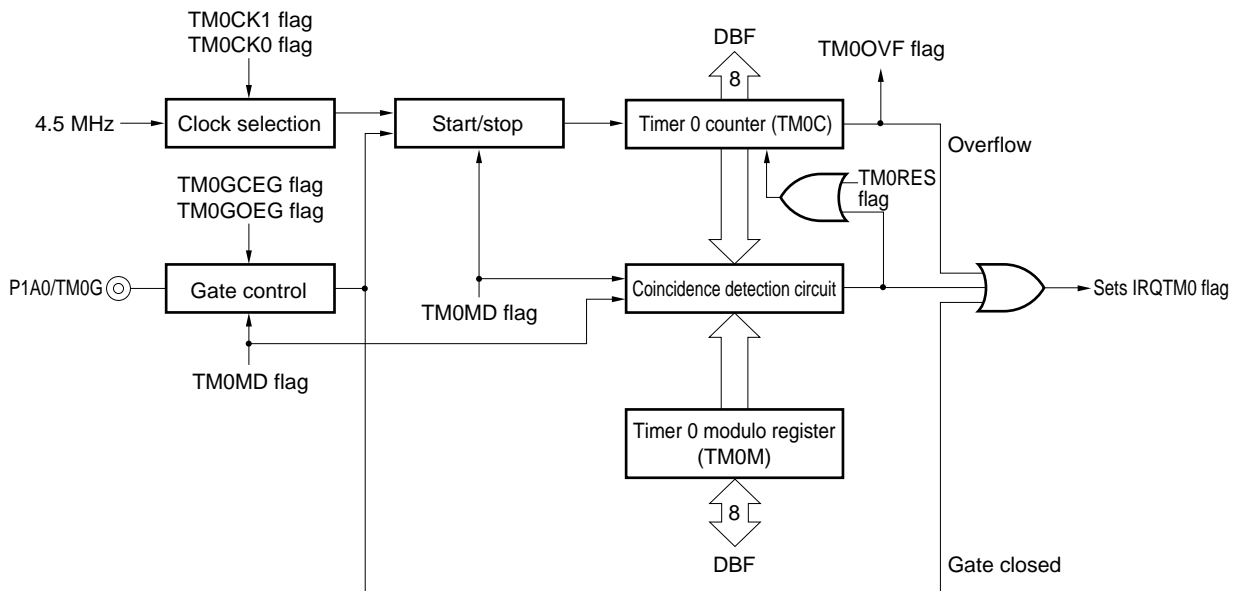 TM0CK1 flag
TM0CK0 flag
DBF
8
TM0OVF flag
4.5 MHz
Clock selection
Start/stop
Timer 0 counter (TM0C)
Overflow
TM0RES
flag
TM0GCEG flag
TM0GOEG flag
P1A0/TM0G
Gate control
TM0MD flag
Coincidence detection circuit
Sets IRQTM0 flag
TM0MD flag
Timer 0 modulo register
(TM0M)
8
DBF
Gate closed